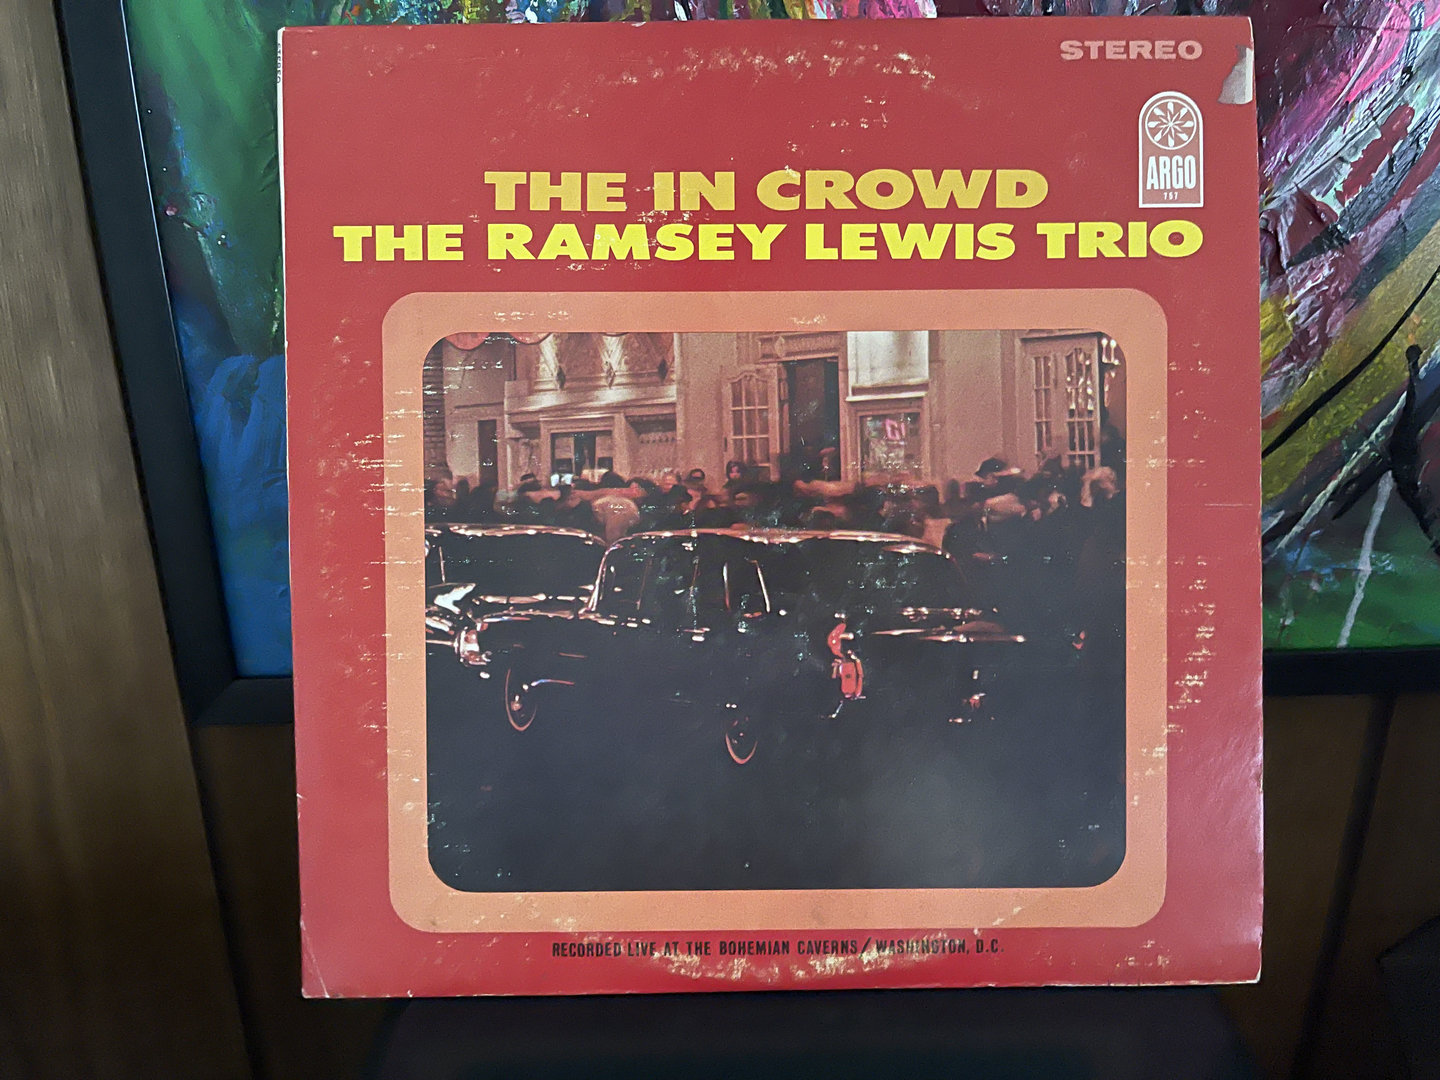 STEREO
ARGO
757
THE IN CROWD
THE RAMSEY LEWIS TRIO
RECORDED LIVE AT THE BOHEMIAN CAVERNS/WASHINGTON, D.C.